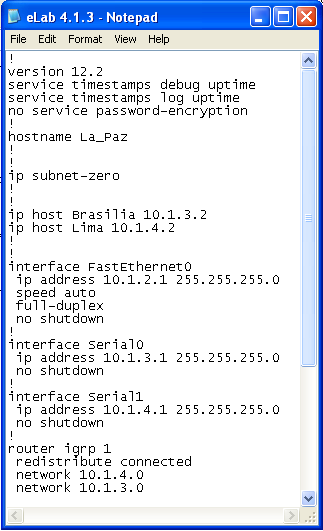 eLab 4.1.3 - Notepad
File Edit Format View Help
!
version 12.2
service timestamps debug uptime
service timestamps log uptime
no service password-encryption
!
hostname La_Paz
!
!
ip subnet-zero
!
!
ip host Brasilia 10.1.3.2
ip host Lima 10.1.4.2
!
!
interface FastEthernet0
 ip address 10.1.2.1 255.255.255.0
 speed auto
 full-duplex
 no shutdown
!
interface Serial0
 ip address 10.1.3.1 255.255.255.0
 no shutdown
!
interface Serial1
 ip address 10.1.4.1 255.255.255.0
 no shutdown
!
router igrp 1
 redistribute connected
 network 10.1.4.0
 network 10.1.3.0